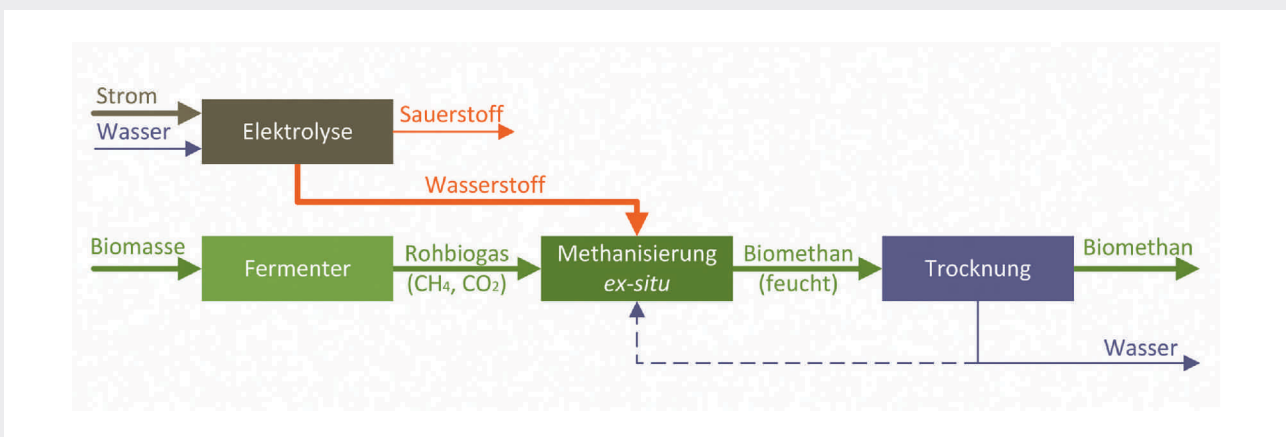 Strom
Wasser
Elektrolyse
Sauerstoff
Wasserstoff
Biomasse
Fermenter
Rohbiogas
(CH₄, CO₂)
Methanisierung
ex-situ
Biomethan
(feucht)
Trocknung
Biomethan
Wasser